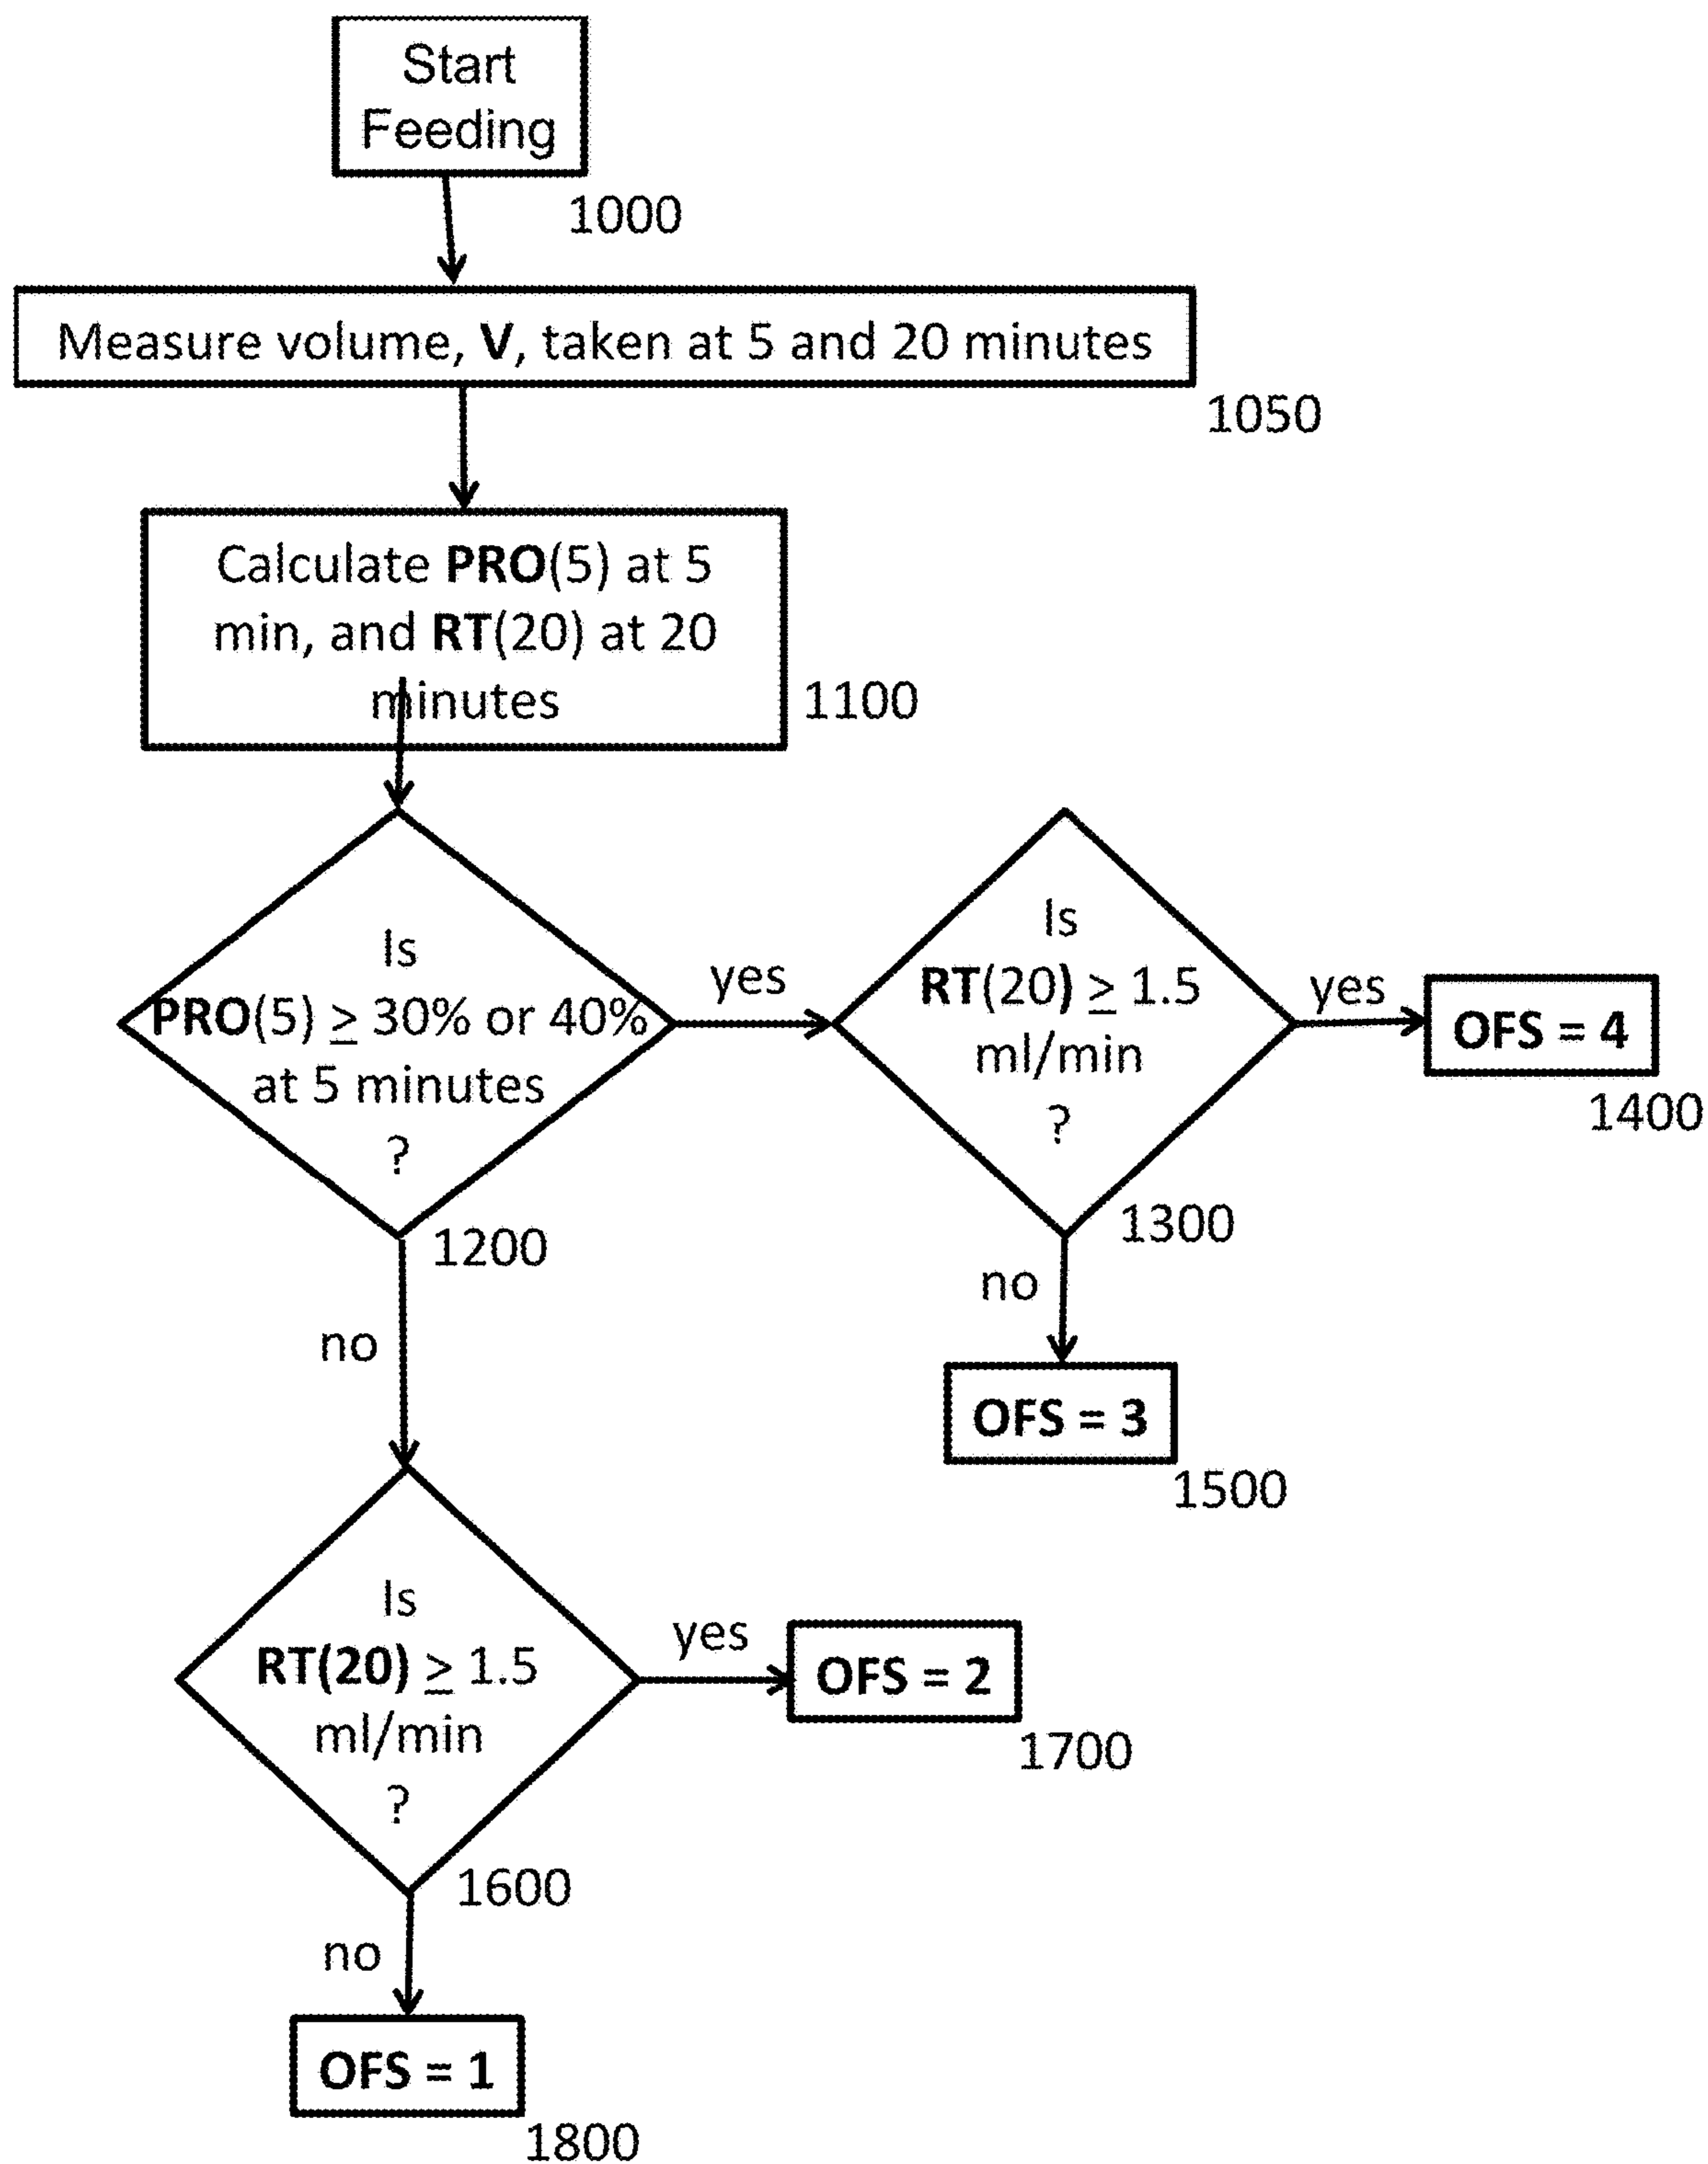 Start
Feeding
1000
Measure volume, V, taken at 5 and 20 minutes
1050
Calculate PRO(5) at 5
min, and RT(20) at 20
minutes
1100
Is
PRO(5) ≥ 30% or 40%
at 5 minutes
?
1200
yes
Is
RT(20) ≥ 1.5
ml/min
?
1300
yes
OFS = 4
1400
no
OFS = 3
1500
no
Is
RT(20) ≥ 1.5
ml/min
?
1600
yes
OFS = 2
1700
no
OFS = 1
1800